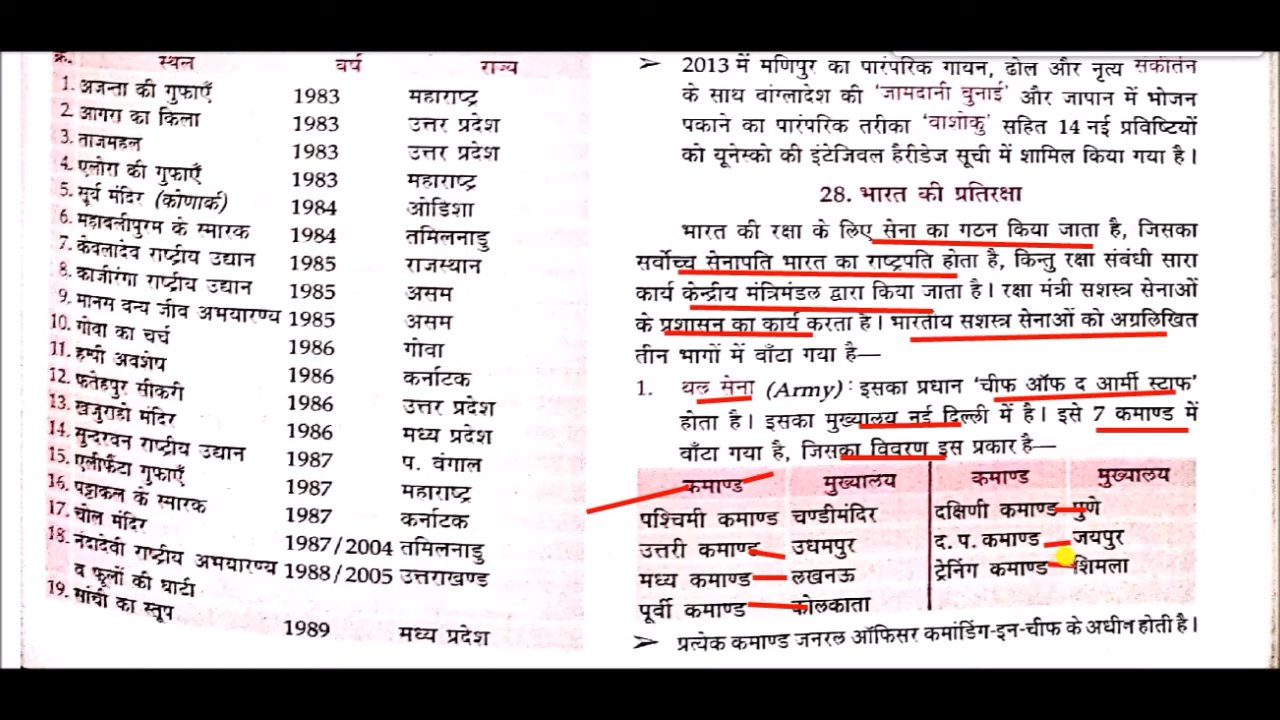 क्र. स्थल वर्ष राज्य
1. अजन्ता की गुफाएँ 1983 महाराष्ट्र
2. आगरा का किला 1983 उत्तर प्रदेश
3. ताजमहल 1983 उत्तर प्रदेश
4. एलोरा की गुफाएँ 1983 महाराष्ट्र
5. सूर्य मंदिर (कोणार्क) 1984 ओडिशा
6. महाबलीपुरम के स्मारक 1984 तमिलनाडु
7. केवलादेव राष्ट्रीय उद्यान 1985 राजस्थान
8. काजीरंगा राष्ट्रीय उद्यान 1985 असम
9. मानस वन्य जीव अभयारण्य 1985 असम
10. गोवा का चर्च 1986 गोवा
11. हम्पी अवशेष 1986 कर्नाटक
12. फतेहपुर सीकरी 1986 उत्तर प्रदेश
13. खजुराहो मंदिर 1986 मध्य प्रदेश
14. सुन्दरवन राष्ट्रीय उद्यान 1987 प. बंगाल
15. एलीफेंटा गुफाएँ 1987 महाराष्ट्र
16. पट्टाकल के स्मारक 1987 कर्नाटक
17. चोल मंदिर 1987/2004 तमिलनाडु
18. नंदादेवी राष्ट्रीय अभयारण्य 1988/2005 उत्तराखण्ड
व फूलों की घाटी
19. सांची का स्तूप 1989 मध्य प्रदेश
➢ 2013 में मणिपुर का पारंपरिक गायन, ढोल और नृत्य संकीर्तन
के साथ वांग्लादेश की 'जामदानी बुनाई' और जापान में भोजन
पकाने का पारंपरिक तरीका 'वाशोकु' सहित 14 नई प्रविष्टियों
को यूनेस्को की इंटेजिवल हैरीडेज सूची में शामिल किया गया है।
28. भारत की प्रतिरक्षा
भारत की रक्षा के लिए सेना का गठन किया जाता है, जिसका
सर्वोच्च सेनापति भारत का राष्ट्रपति होता है, किन्तु रक्षा संबंधी सारा
कार्य केन्द्रीय मंत्रिमंडल द्वारा किया जाता है। रक्षा मंत्री सशस्त्र सेनाओं
के प्रशासन का कार्य करता है। भारतीय सशस्त्र सेनाओं को अग्रलिखित
तीन भागों में बाँटा गया है—
1. थल सेना (Army) : इसका प्रधान 'चीफ ऑफ द आर्मी स्टाफ'
होता है। इसका मुख्यालय नई दिल्ली में है। इसे 7 कमाण्ड में
बाँटा गया है, जिसका विवरण इस प्रकार है—
कमाण्ड मुख्यालय कमाण्ड मुख्यालय
पश्चिमी कमाण्ड चण्डीमंदिर दक्षिणी कमाण्ड पुणे
उत्तरी कमाण्ड उधमपुर द. प. कमाण्ड जयपुर
मध्य कमाण्ड लखनऊ ट्रेनिंग कमाण्ड शिमला
पूर्वी कमाण्ड कोलकाता
➢ प्रत्येक कमाण्ड जनरल ऑफिसर कमांडिंग-इन-चीफ के अधीन होती है।